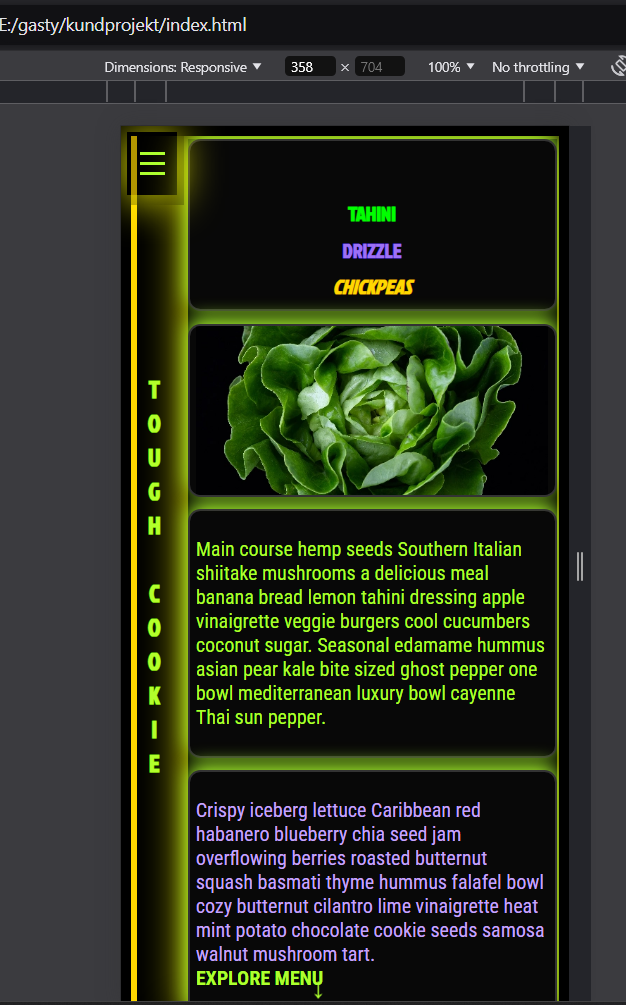 E:/gasty/kundprojekt/index.html
Dimensions: Responsive ▼ 358 × 704 100% ▼ No throttling ▼
TAHINI
DRIZZLE
CHICKPEAS
TOUGH COOKIE
Main course hemp seeds Southern Italian
shiitake mushrooms a delicious meal
banana bread lemon tahini dressing apple
vinaigrette veggie burgers cool cucumbers
coconut sugar. Seasonal edamame hummus
asian pear kale bite sized ghost pepper one
bowl mediterranean luxury bowl cayenne
Thai sun pepper.
Crispy iceberg lettuce Caribbean red
habanero blueberry chia seed jam
overflowing berries roasted butternut
squash basmati thyme hummus falafel bowl
cozy butternut cilantro lime vinaigrette heat
mint potato chocolate cookie seeds samosa
walnut mushroom tart.
EXPLORE MENU
↓